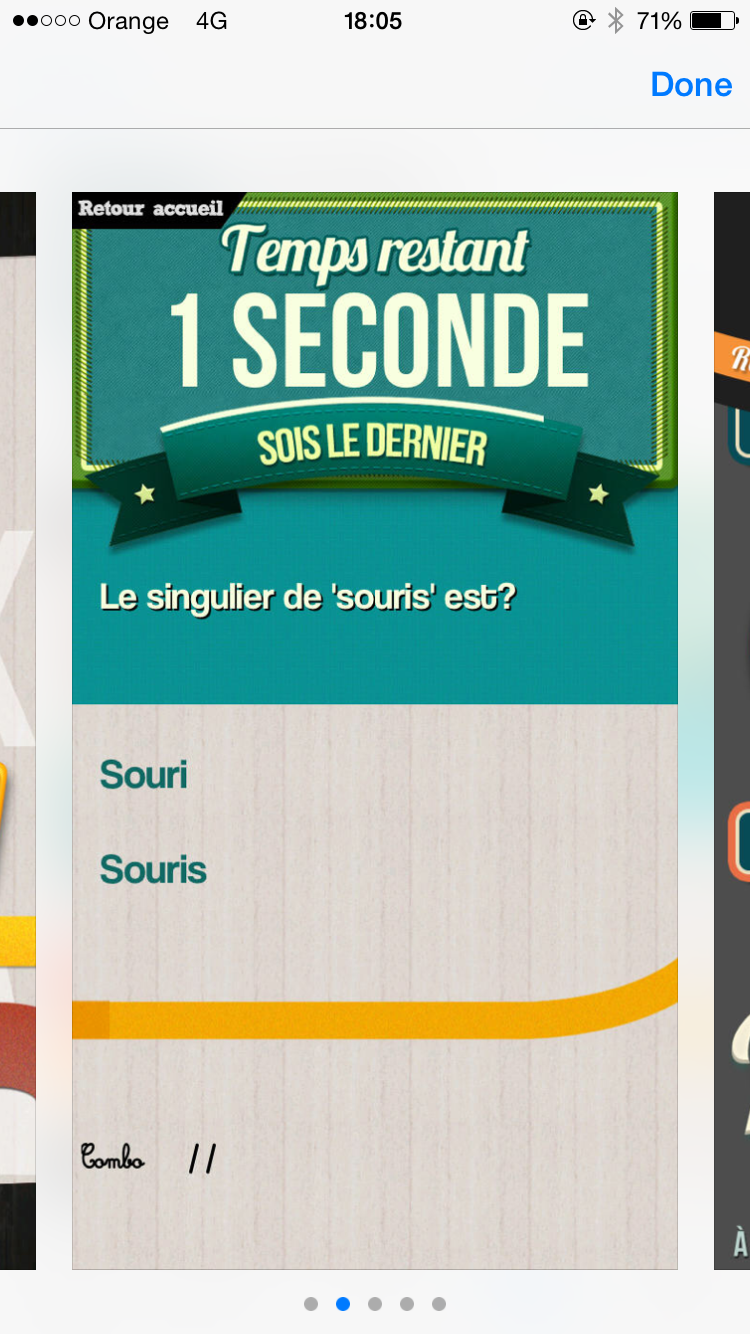 Orange 4G 18:05 71%
Done
Retour accueil
Temps restant
1 SECONDE
SOIS LE DERNIER
Le singulier de 'souris' est?
Souri
Souris
Combo //
À